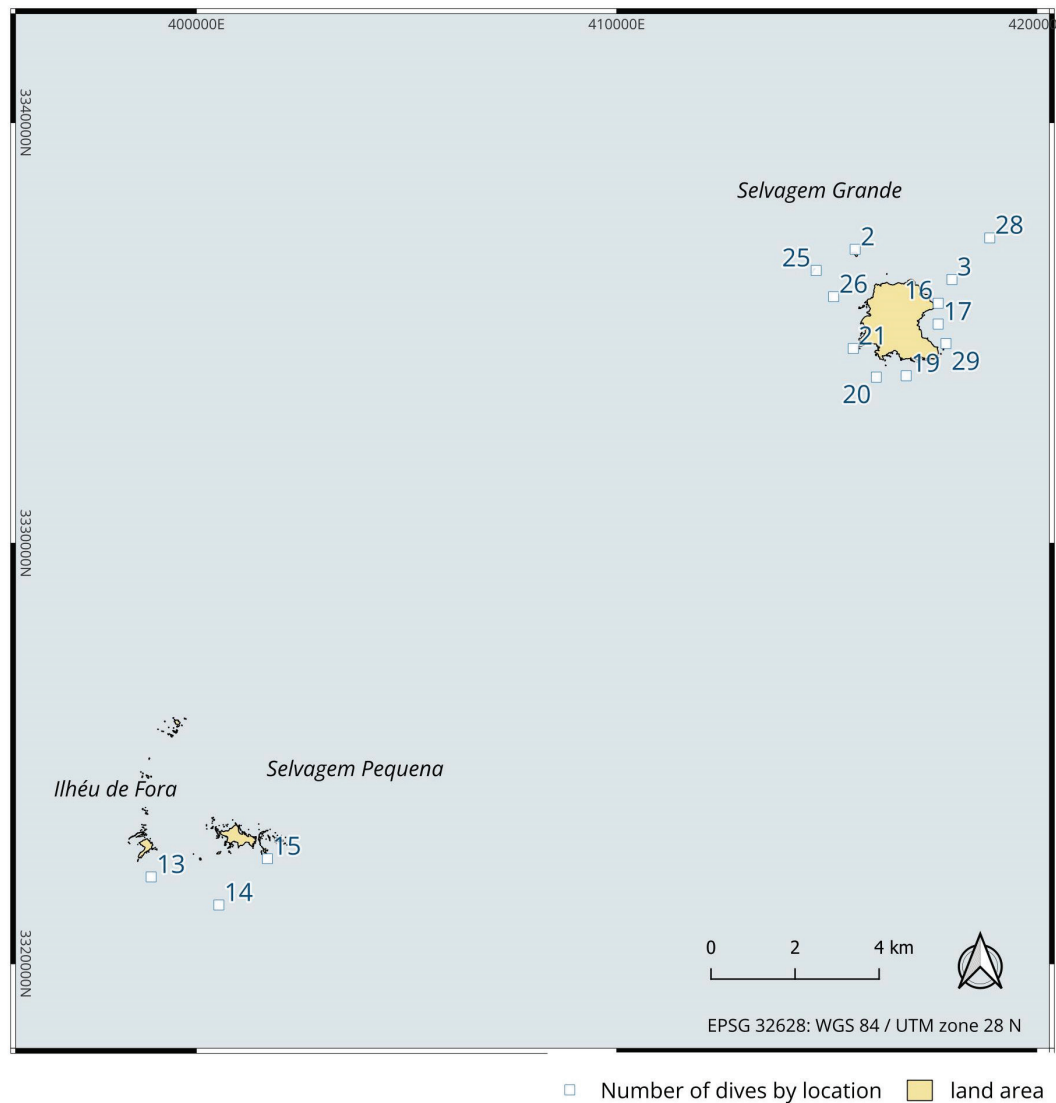 400000E
410000E
420000
3340000N
Selvagem Grande
28
2
25
3
26
16
17
21
19
29
20
3330000N
Selvagem Pequena
Ilhéu de Fora
15
13
14
3320000N
0 2 4 km
EPSG 32628: WGS 84 / UTM zone 28 N
Number of dives by location
land area